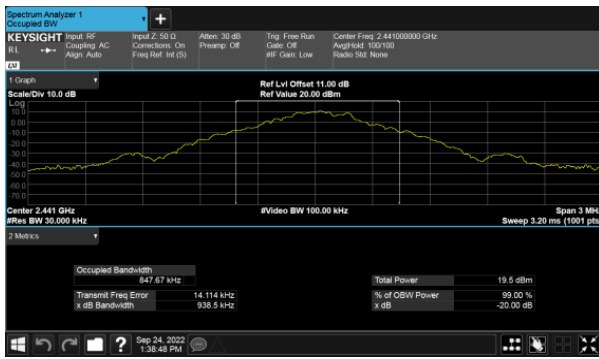 Spectrum Analyzer 1
Occupied BW
+
KEYSIGHT Input: RF Input Z: 50 Ω Atten: 30 dB Trig: Free Run Center Freq: 2.441000000 GHz
RL Coupling: AC Corrections: On Preamp: Off Gate: Off Avg|Hold: 100/100
Align: Auto Freq Ref: Int (S) #IF Gain: Low Radio Std: None
1 Graph
Ref Lvl Offset 11.00 dB
Scale/Div 10.0 dB Ref Value 20.00 dBm
Log
10.0
0.00
-10.0
-20.0
-30.0
-40.0
-50.0
-60.0
-70.0
Center 2.441 GHz #Video BW 100.00 kHz Span 3 MHz
#Res BW 30.000 kHz Sweep 3.20 ms (1001 pts
2 Metrics
Occupied Bandwidth
847.67 kHz Total Power 19.5 dBm
Transmit Freq Error 14.114 kHz % of OBW Power 99.00 %
x dB Bandwidth 938.5 kHz x dB -20.00 dB
? Sep 24, 2022
1:38:48 PM